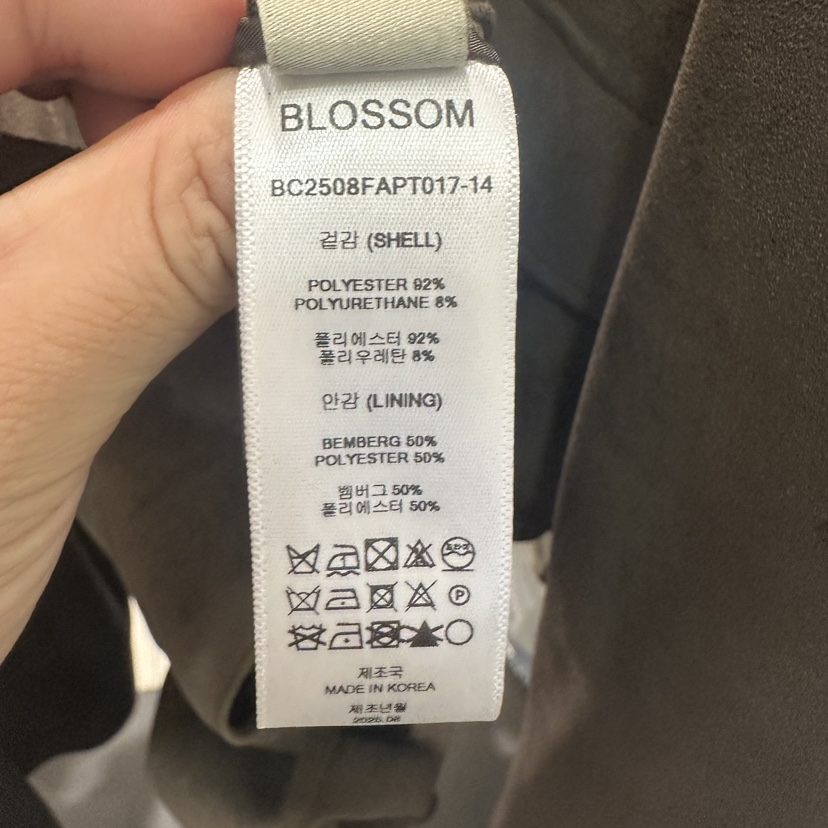 BLOSSOM
BC2508FAPT017-14
겉감 (SHELL)
POLYESTER 92%
POLYURETHANE 8%
폴리에스터 92%
폴리우레탄 8%
안감 (LINING)
BEMBERG 50%
POLYESTER 50%
벰버그 50%
폴리에스터 50%
P
제조국
MADE IN KOREA
제조년월
2025.08